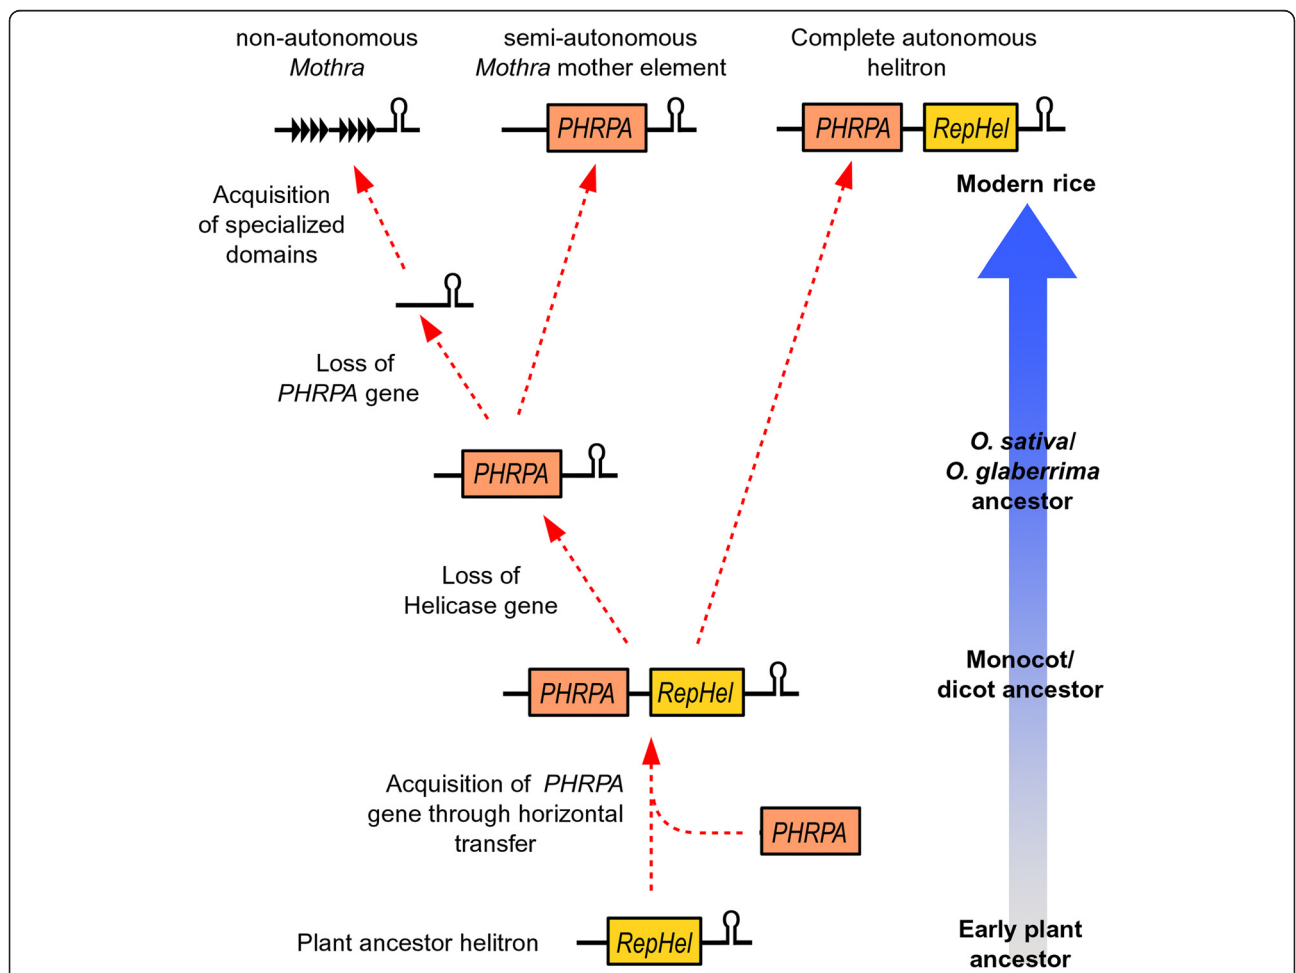 non-autonomous
Mothra
semi-autonomous
Mothra mother element
Complete autonomous
helitron
PHRPA
PHRPA
RepHel
Modern rice
Acquisition
of specialized
domains
Loss of
PHRPA gene
O. sativa/
O. glaberrima
ancestor
PHRPA
Loss of
Helicase gene
Monocot/
dicot ancestor
PHRPA
RepHel
Acquisition of PHRPA
gene through horizontal
transfer
PHRPA
Plant ancestor helitron
RepHel
Early plant
ancestor